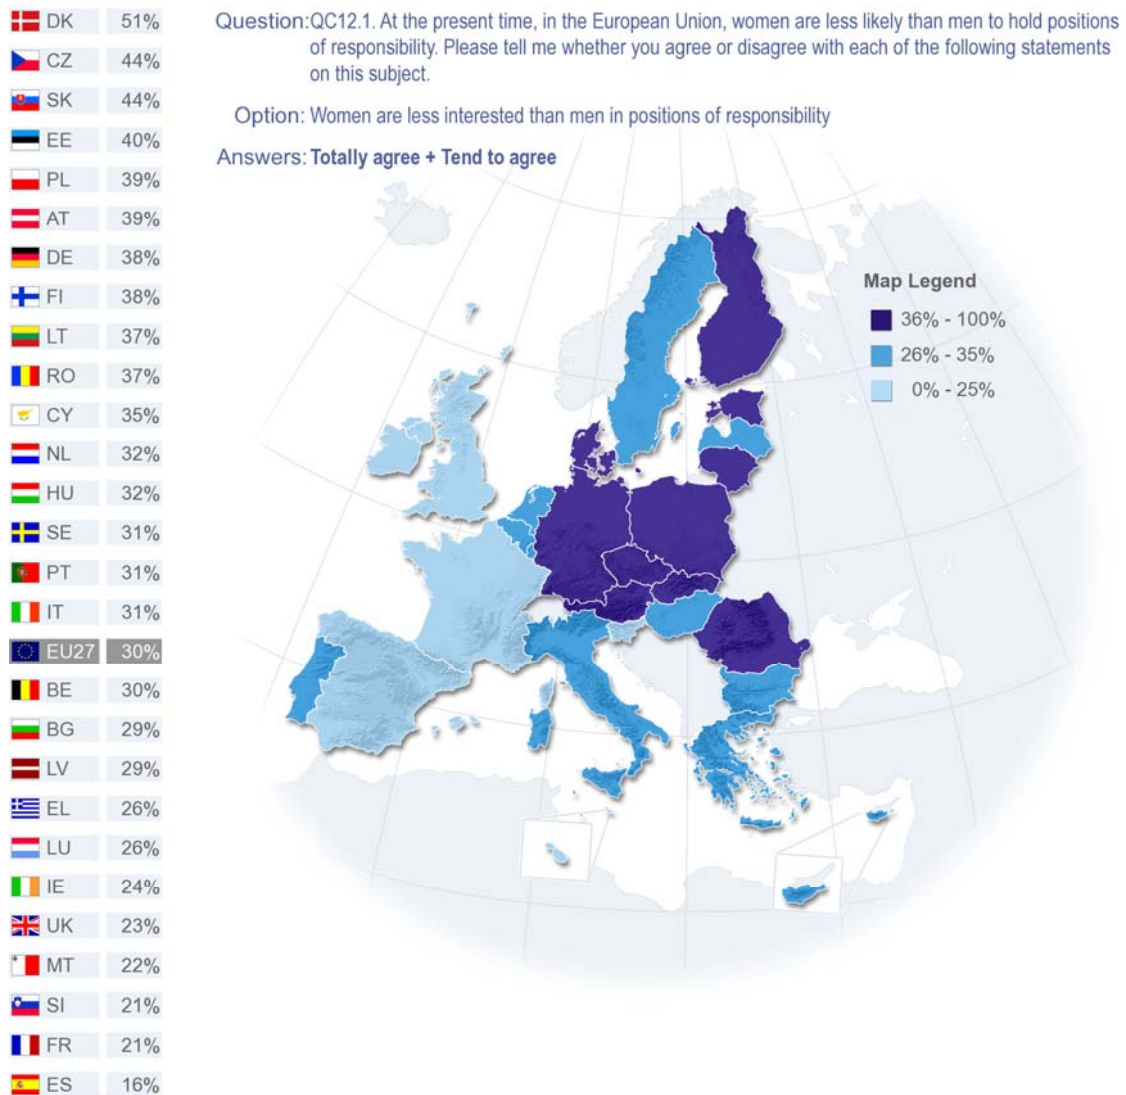 Question: QC12.1. At the present time, in the European Union, women are less likely than men to hold positions
of responsibility. Please tell me whether you agree or disagree with each of the following statements
on this subject.
Option: Women are less interested than men in positions of responsibility
Answers: Totally agree + Tend to agree
DK 51%
CZ 44%
SK 44%
EE 40%
PL 39%
AT 39%
DE 38%
FI 38%
LT 37%
RO 37%
CY 35%
NL 32%
HU 32%
SE 31%
PT 31%
IT 31%
EU27 30%
BE 30%
BG 29%
LV 29%
EL 26%
LU 26%
IE 24%
UK 23%
MT 22%
SI 21%
FR 21%
ES 16%
Map Legend
36% - 100%
26% - 35%
0% - 25%